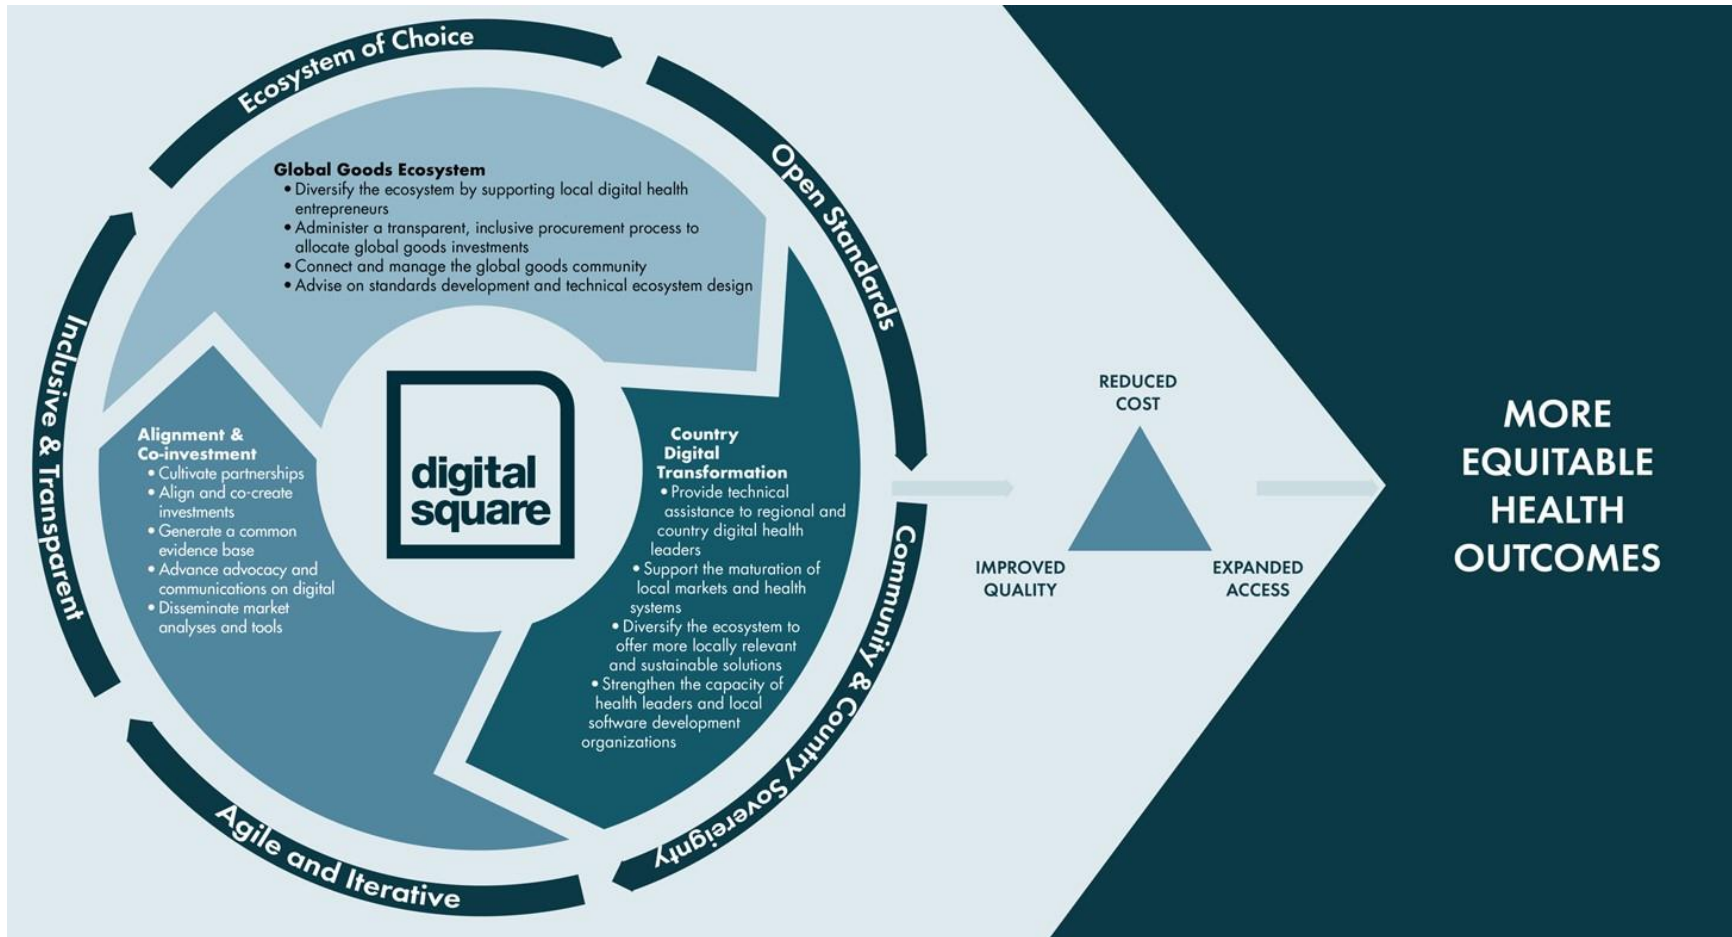 Ecosystem of Choice
Open Standards
Community & Country Sovereignty
Agile and Iterative
Inclusive & Transparent
Global Goods Ecosystem
• Diversify the ecosystem by supporting local digital health
entrepreneurs
• Administer a transparent, inclusive procurement process to
allocate global goods investments
• Connect and manage the global goods community
• Advise on standards development and technical ecosystem design
Country
Digital
Transformation
• Provide technical
assistance to regional and
country digital health
leaders
• Support the maturation of
local markets and health
systems
• Diversify the ecosystem to
offer more locally relevant
and sustainable solutions
• Strengthen the capacity of
health leaders and local
software development
organizations
Alignment &
Co-investment
• Cultivate partnerships
• Align and co-create
investments
• Generate a common
evidence base
• Advance advocacy and
communications on digital
• Disseminate market
analyses and tools
digital
square
REDUCED
COST
IMPROVED
QUALITY
EXPANDED
ACCESS
MORE
EQUITABLE
HEALTH
OUTCOMES